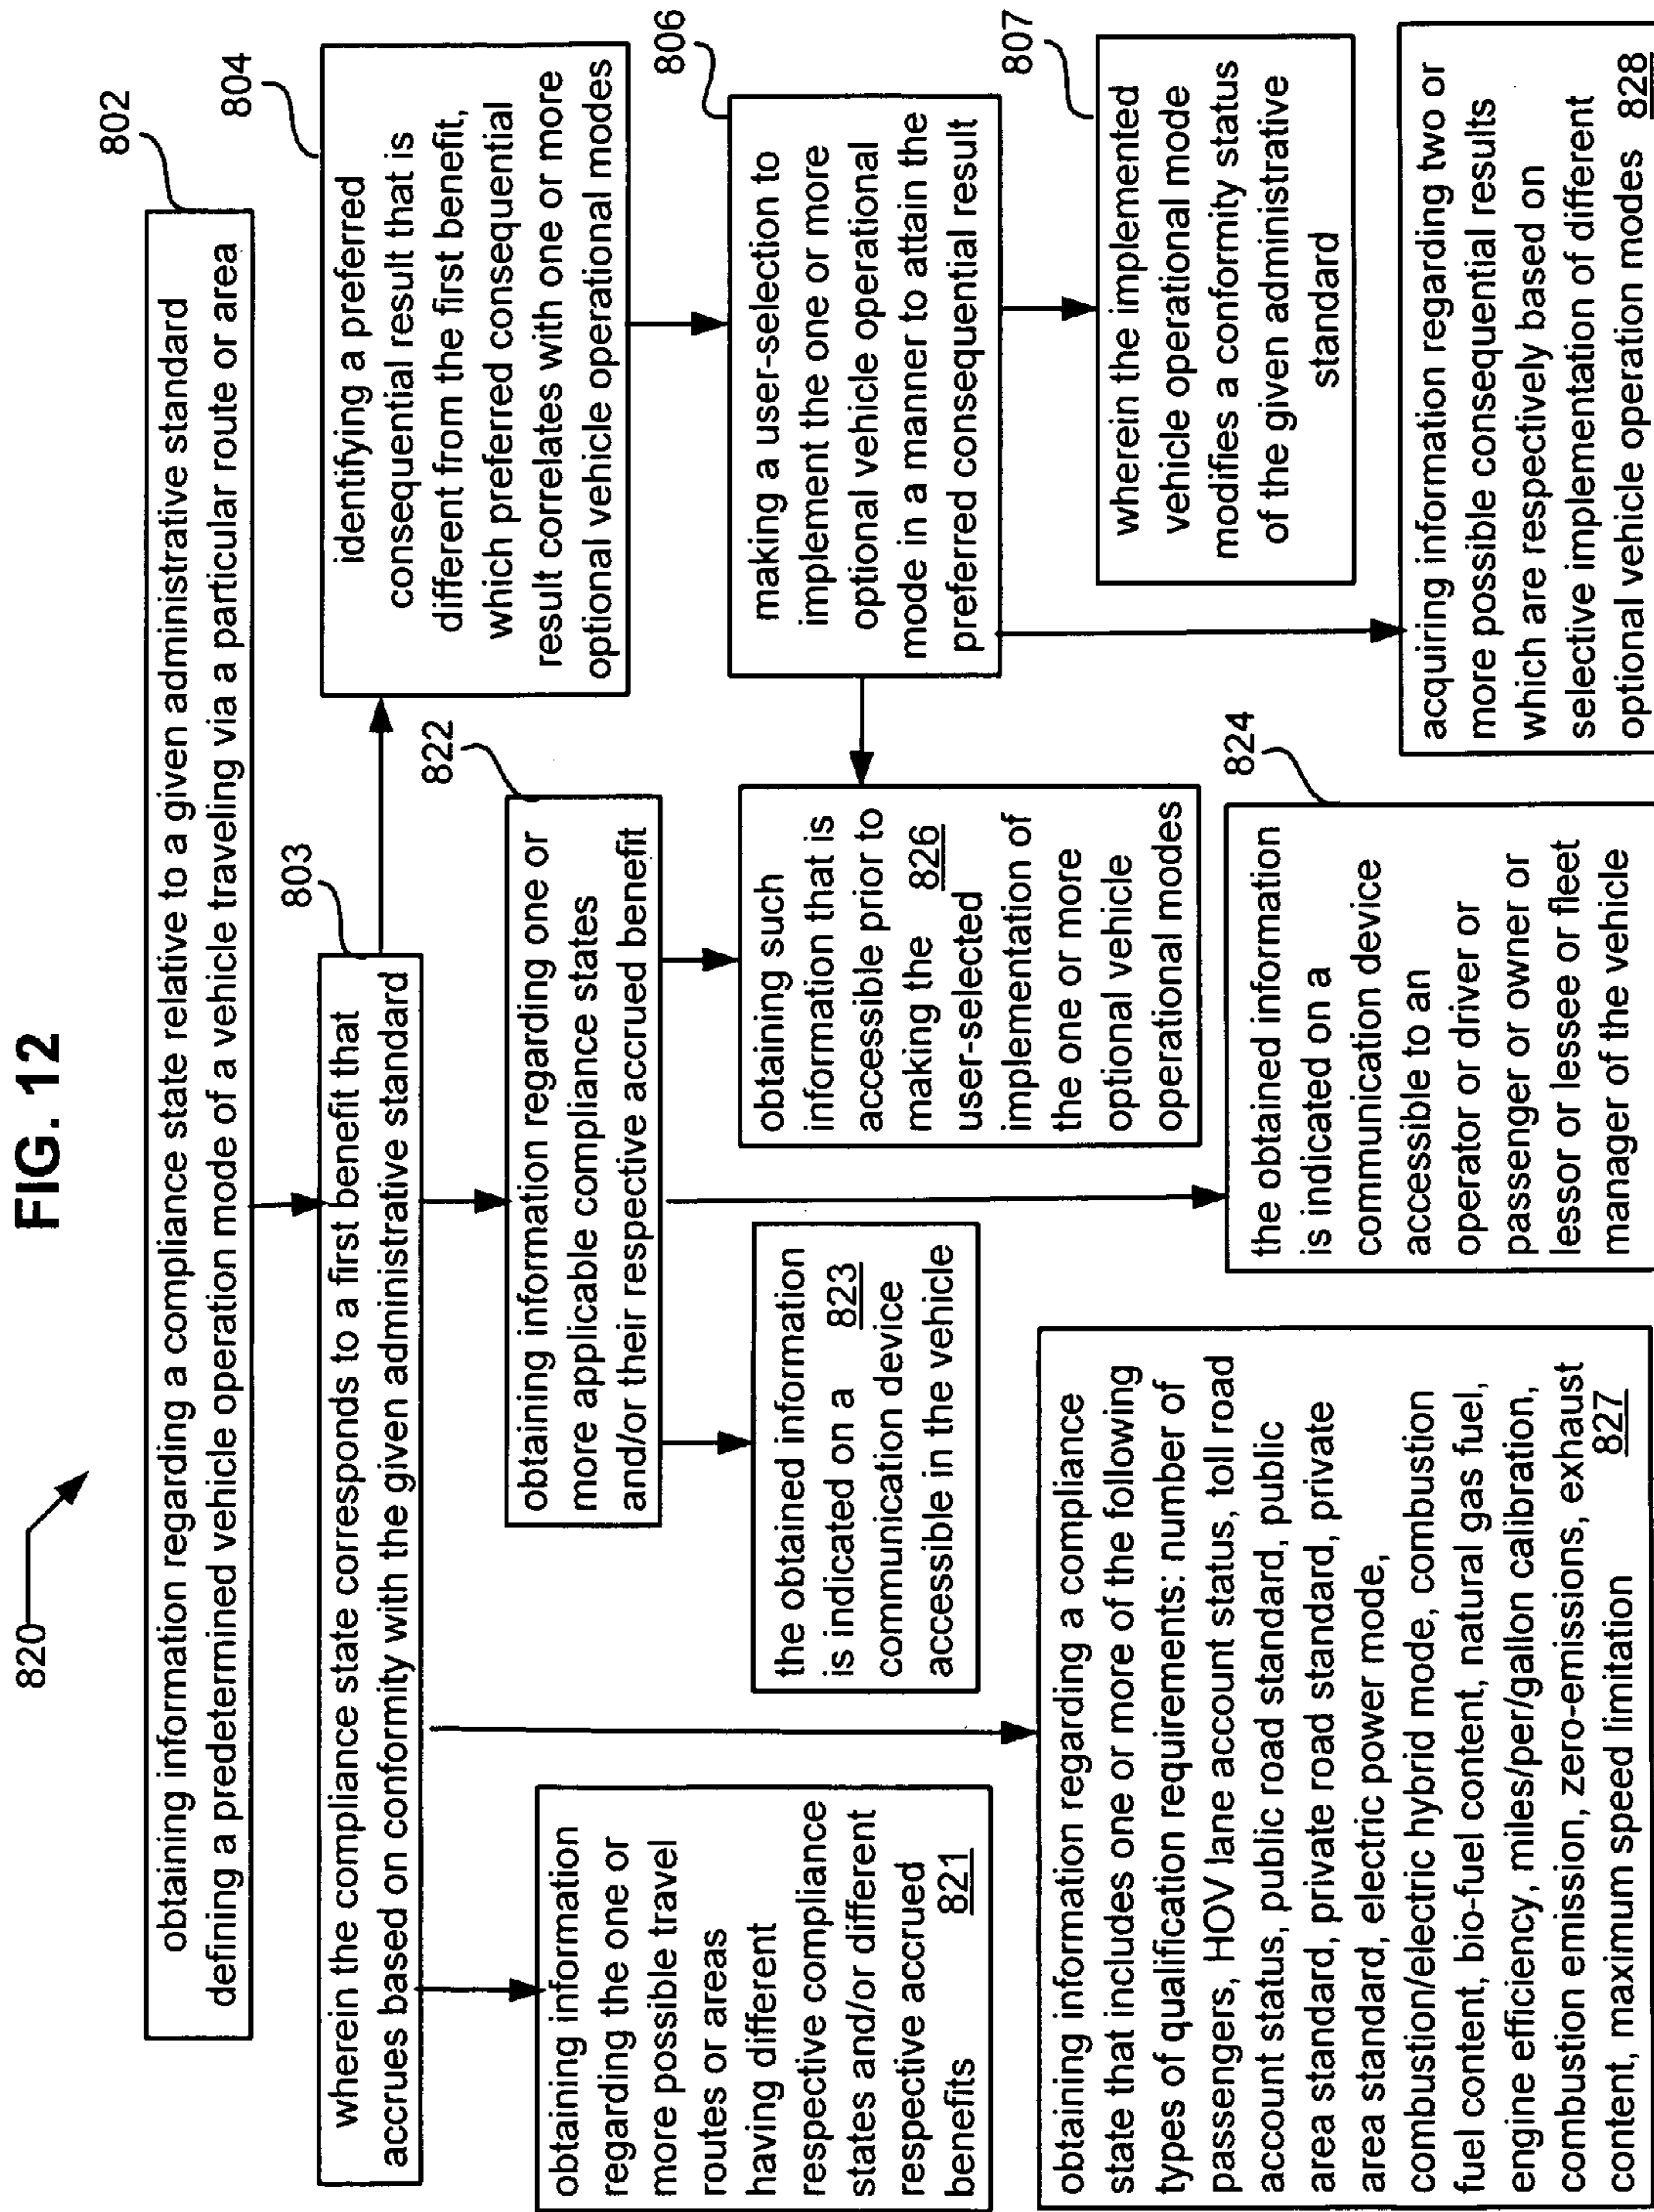 FIG. 12
820
802
obtaining information regarding a compliance state relative to a given administrative standard
defining a predetermined vehicle operation mode of a vehicle traveling via a particular route or area
803
wherein the compliance state corresponds to a first benefit that
accrues based on conformity with the given administrative standard
804
identifying a preferred
consequential result that is
different from the first benefit,
which preferred consequential
result correlates with one or more
optional vehicle operational modes
822
obtaining information regarding one or
more applicable compliance states
and/or their respective accrued benefit
806
making a user-selection to
implement the one or more
optional vehicle operational
mode in a manner to attain the
preferred consequential result
821
obtaining information
regarding the one or
more possible travel
routes or areas
having different
respective compliance
states and/or different
respective accrued
benefits
the obtained information
is indicated on a 823
communication device
accessible in the vehicle
obtaining such
information that is
accessible prior to
making the 826
user-selected
implementation of
the one or more
optional vehicle
operational modes
807
wherein the implemented
vehicle operational mode
modifies a conformity status
of the given administrative
standard
obtaining information regarding a compliance
state that includes one or more of the following
types of qualification requirements: number of
passengers, HOV lane account status, toll road
account status, public road standard, public
area standard, private road standard, private
area standard, electric power mode,
combustion/electric hybrid mode, combustion
fuel content, bio-fuel content, natural gas fuel,
engine efficiency, miles/per/gallon calibration,
combustion emission, zero-emissions, exhaust
content, maximum speed limitation 827
824
the obtained information
is indicated on a
communication device
accessible to an
operator or driver or
passenger or owner or
lessor or lessee or fleet
manager of the vehicle
acquiring information regarding two or
more possible consequential results
which are respectively based on
selective implementation of different
optional vehicle operation modes 828